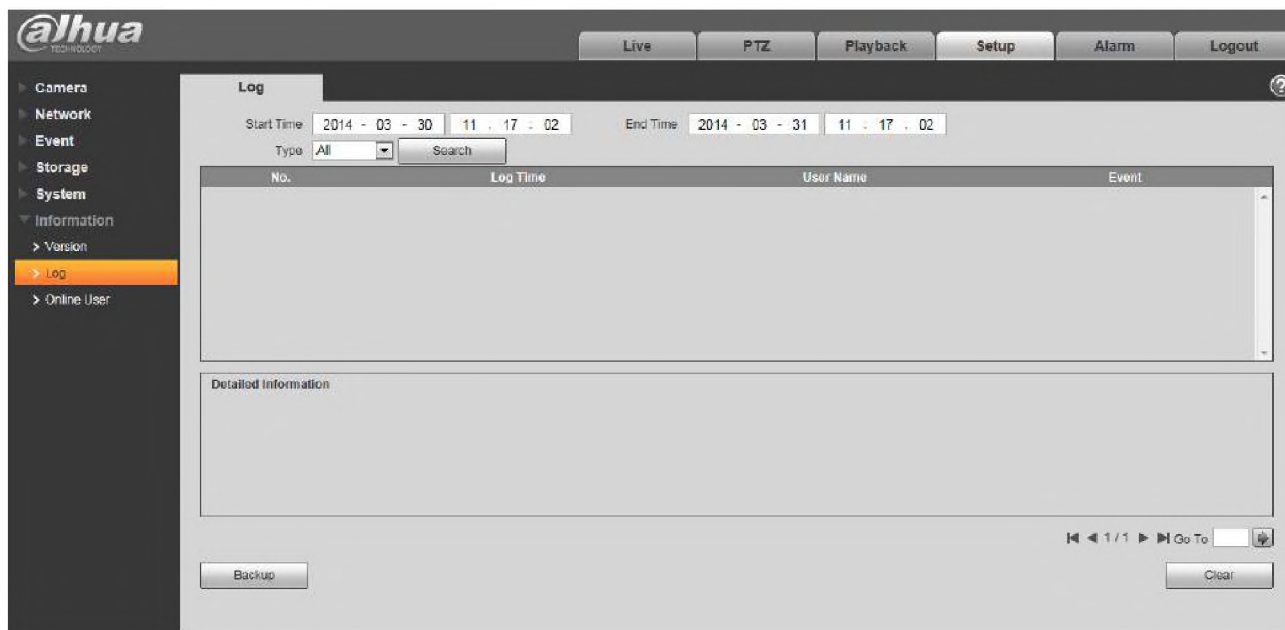 alhua
TECHNOLOGY
Live PTZ Playback Setup Alarm Logout
Camera
Network
Event
Storage
System
Information
> Version
> Log
> Online User
Log
Start Time 2014 - 03 - 30 11 : 17 : 02 End Time 2014 - 03 - 31 11 : 17 : 02
Type All Search
No. Log Time User Name Event
Detailed Information
1 / 1 Go To
Backup Clear